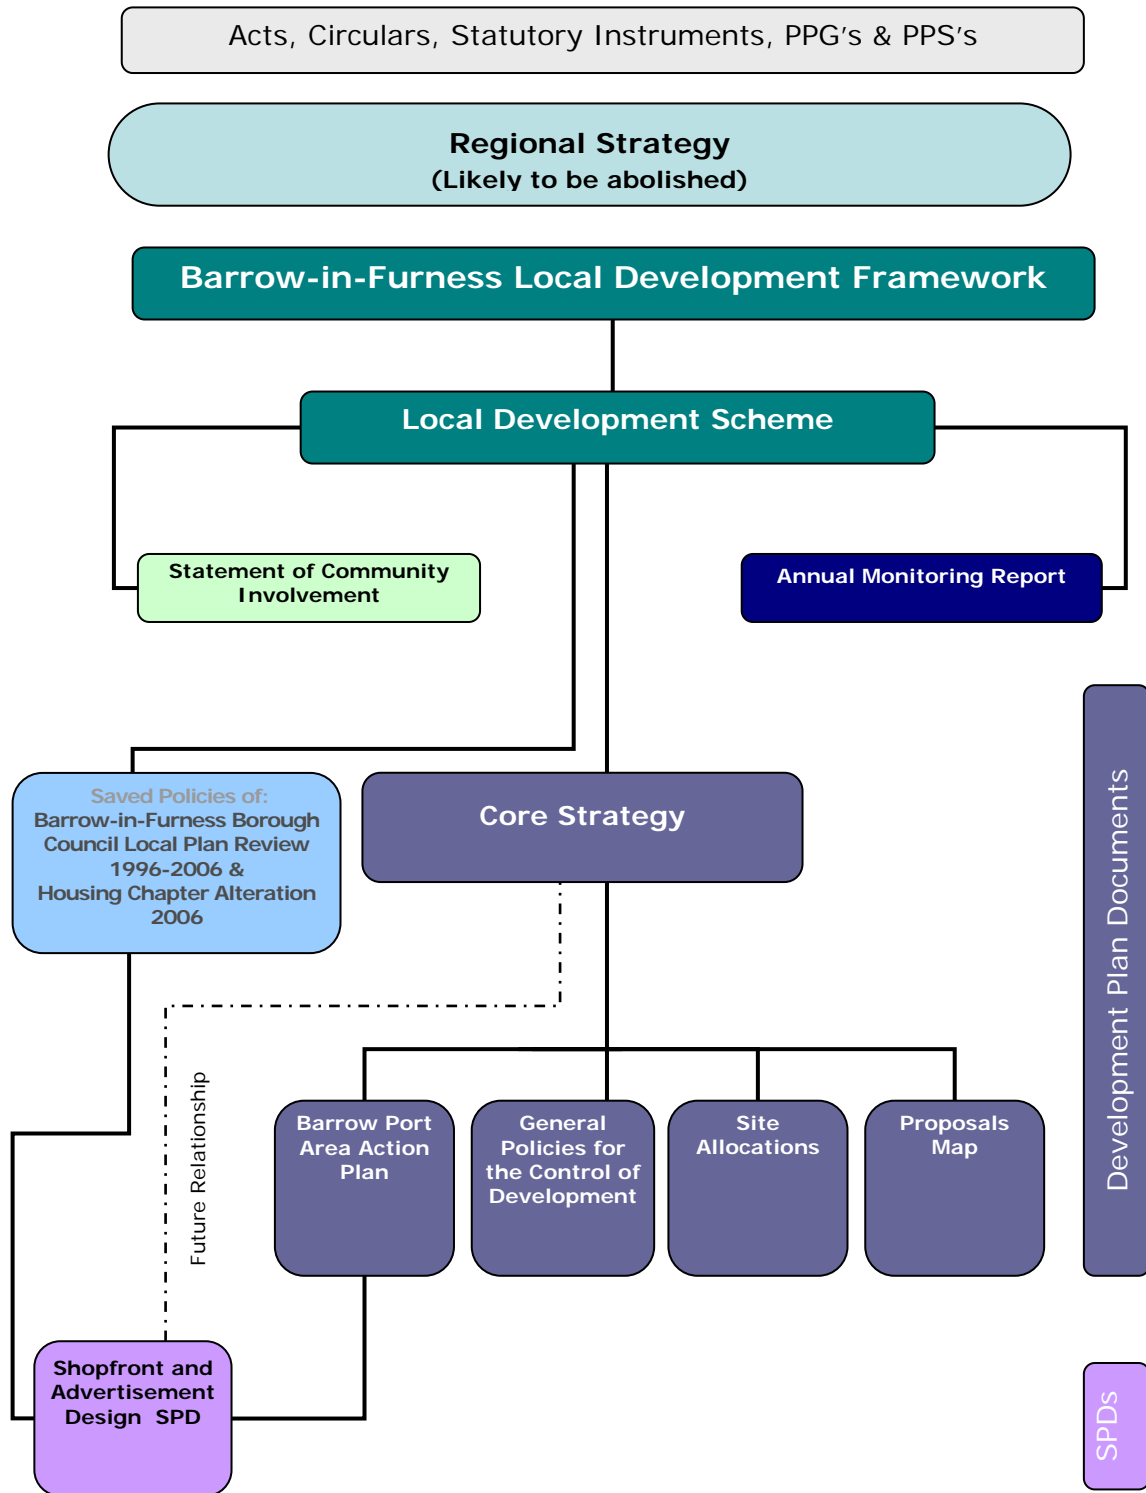 Acts, Circulars, Statutory Instruments, PPG's & PPS's
Regional Strategy
(Likely to be abolished)
Barrow-in-Furness Local Development Framework
Local Development Scheme
Statement of Community
Involvement
Annual Monitoring Report
Saved Policies of:
Barrow-in-Furness Borough
Council Local Plan Review
1996-2006 &
Housing Chapter Alteration
2006
Core Strategy
Development Plan Documents
Future Relationship
Barrow Port
Area Action
Plan
General
Policies for
the Control of
Development
Site
Allocations
Proposals
Map
Shopfront and
Advertisement
Design SPD
SPDs